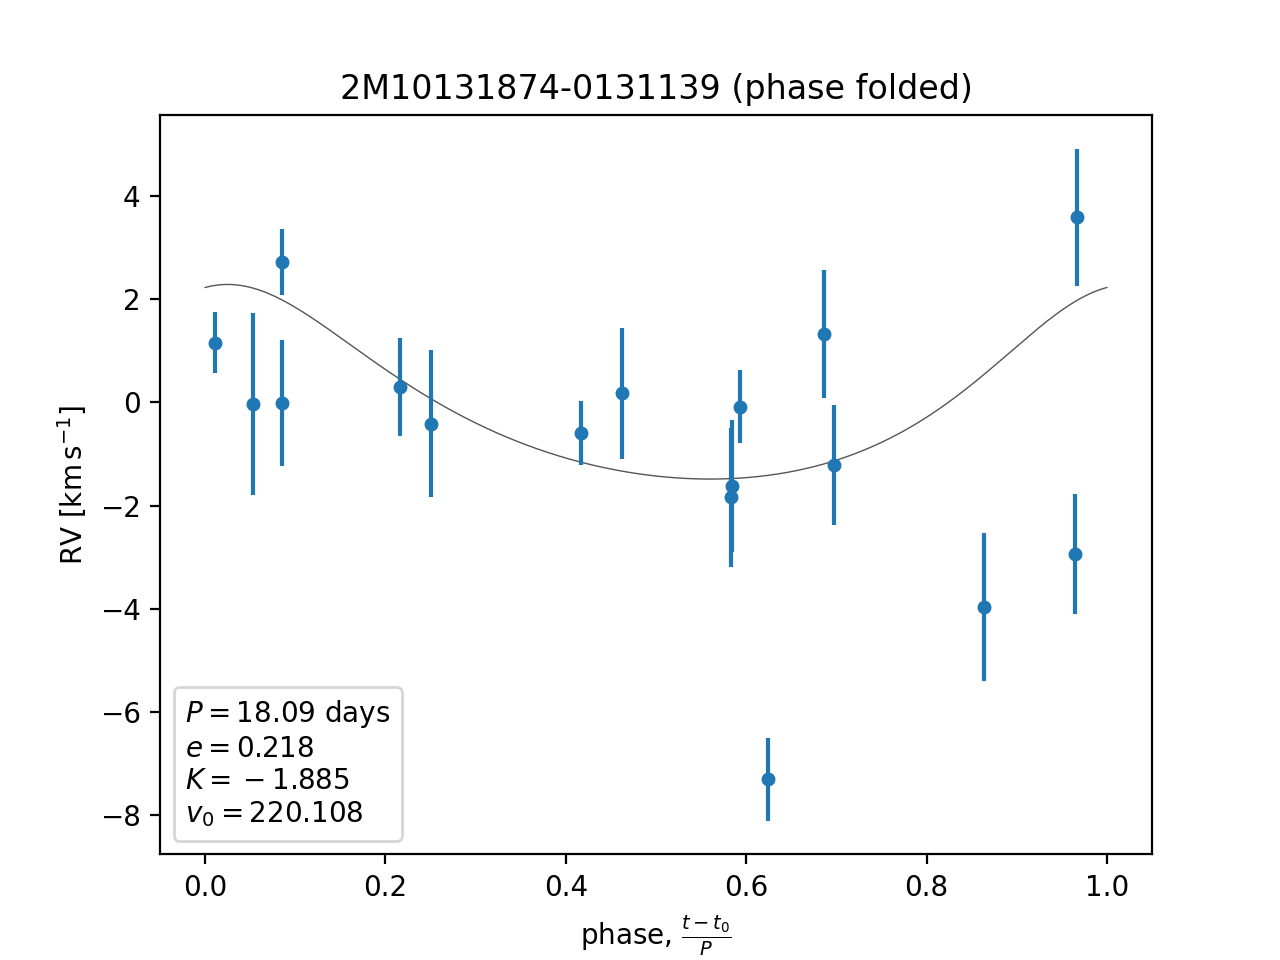 2M10131874-0131139 (phase folded)
4
2
0
−2
−4
−6
−8
RV [km s⁻¹]
P = 18.09 days
e = 0.218
K = −1.885
v₀ = 220.108
0.0 0.2 0.4 0.6 0.8 1.0
phase, (t − t₀)/P